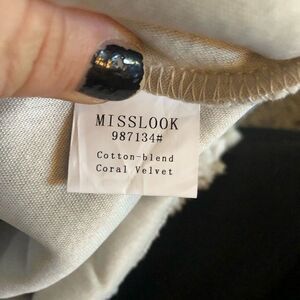 MISSLOOK
987134#
Cotton-blend
Coral Velvet